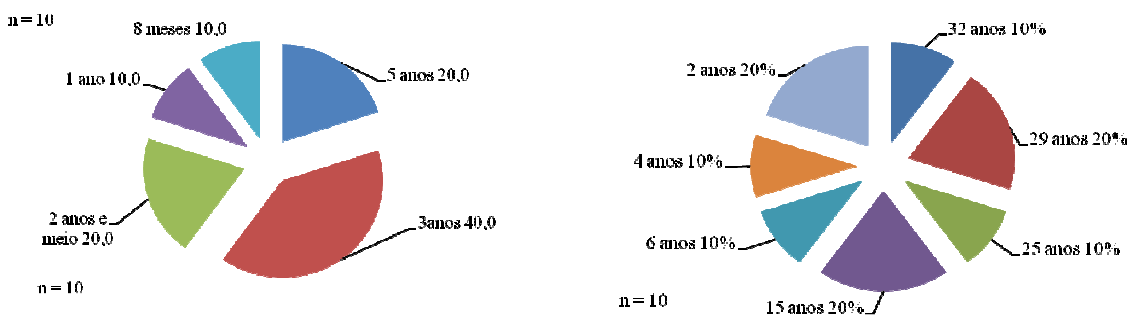 n = 10
8 meses 10,0
1 ano 10,0
5 anos 20,0
2 anos e
meio 20,0
3anos 40,0
n = 10
32 anos 10%
2 anos 20%
29 anos 20%
4 anos 10%
6 anos 10%
25 anos 10%
15 anos 20%
n = 10